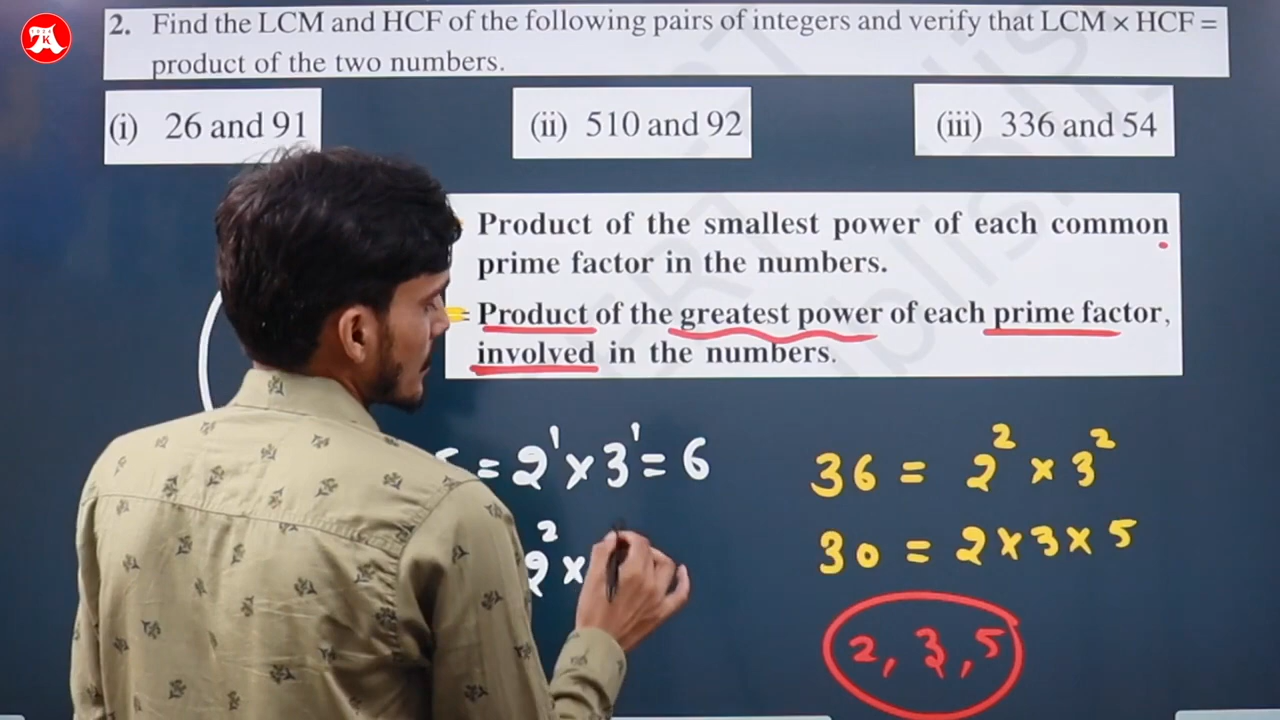 2. Find the LCM and HCF of the following pairs of integers and verify that LCM × HCF =
product of the two numbers.
(i) 26 and 91
(ii) 510 and 92
(iii) 336 and 54
Product of the smallest power of each common
prime factor in the numbers.
= Product of the greatest power of each prime factor,
involved in the numbers.
= 2¹ × 3¹ = 6
2² ×
36 = 2² × 3²
30 = 2 × 3 × 5
2, 3, 5